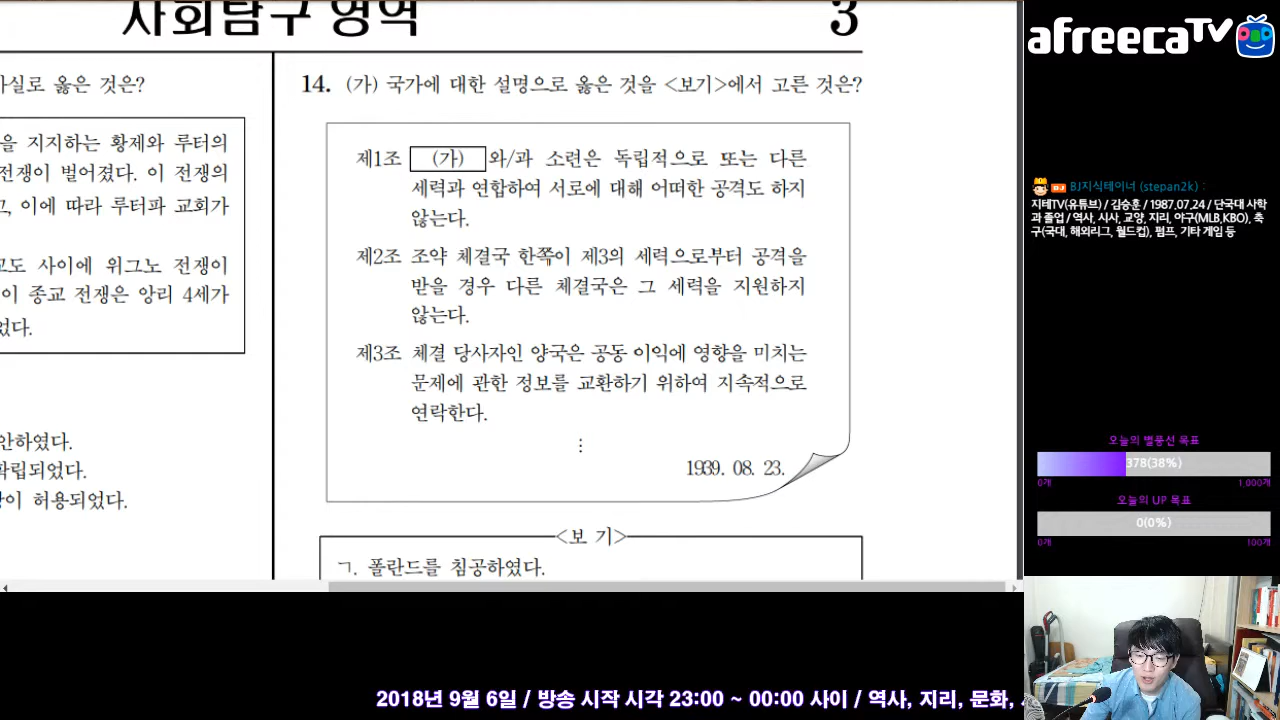 사회탐구 영역
3
afreecaTV
사실로 옳은 것은?
을 지지하는 황제와 루터의
전쟁이 벌어졌다. 이 전쟁의
이에 따라 루터파 교회가
교도 사이에 위그노 전쟁이
이 종교 전쟁은 앙리 4세가
었다.
안하였다.
확립되었다.
이 허용되었다.
14. (가) 국가에 대한 설명으로 옳은 것을 <보기>에서 고른 것은?
제1조 (가) 와/과 소련은 독립적으로 또는 다른
세력과 연합하여 서로에 대해 어떠한 공격도 하지
않는다.
제2조 조약 체결국 한쪽이 제3의 세력으로부터 공격을
받을 경우 다른 체결국은 그 세력을 지원하지
않는다.
제3조 체결 당사자인 양국은 공동 이익에 영향을 미치는
문제에 관한 정보를 교환하기 위하여 지속적으로
연락한다.
⋮
1939. 08. 23.
<보 기>
ㄱ. 폴란드를 침공하였다.
BJ BJ지식테이너 (stepan2k) :
지테TV(유튜브) / 김승훈 / 1987.07.24 / 단국대 사학
과 졸업 / 역사, 시사, 교양, 지리, 야구(MLB,KBO), 축
구(국대, 해외리그, 월드컵), 펌프, 기타 게임 등
오늘의 별풍선 목표
378(38%)
0개 1,000개
오늘의 UP 목표
0(0%)
0개 100개
2018년 9월 6일 / 방송 시작 시각 23:00 ~ 00:00 사이 / 역사, 지리, 문화,